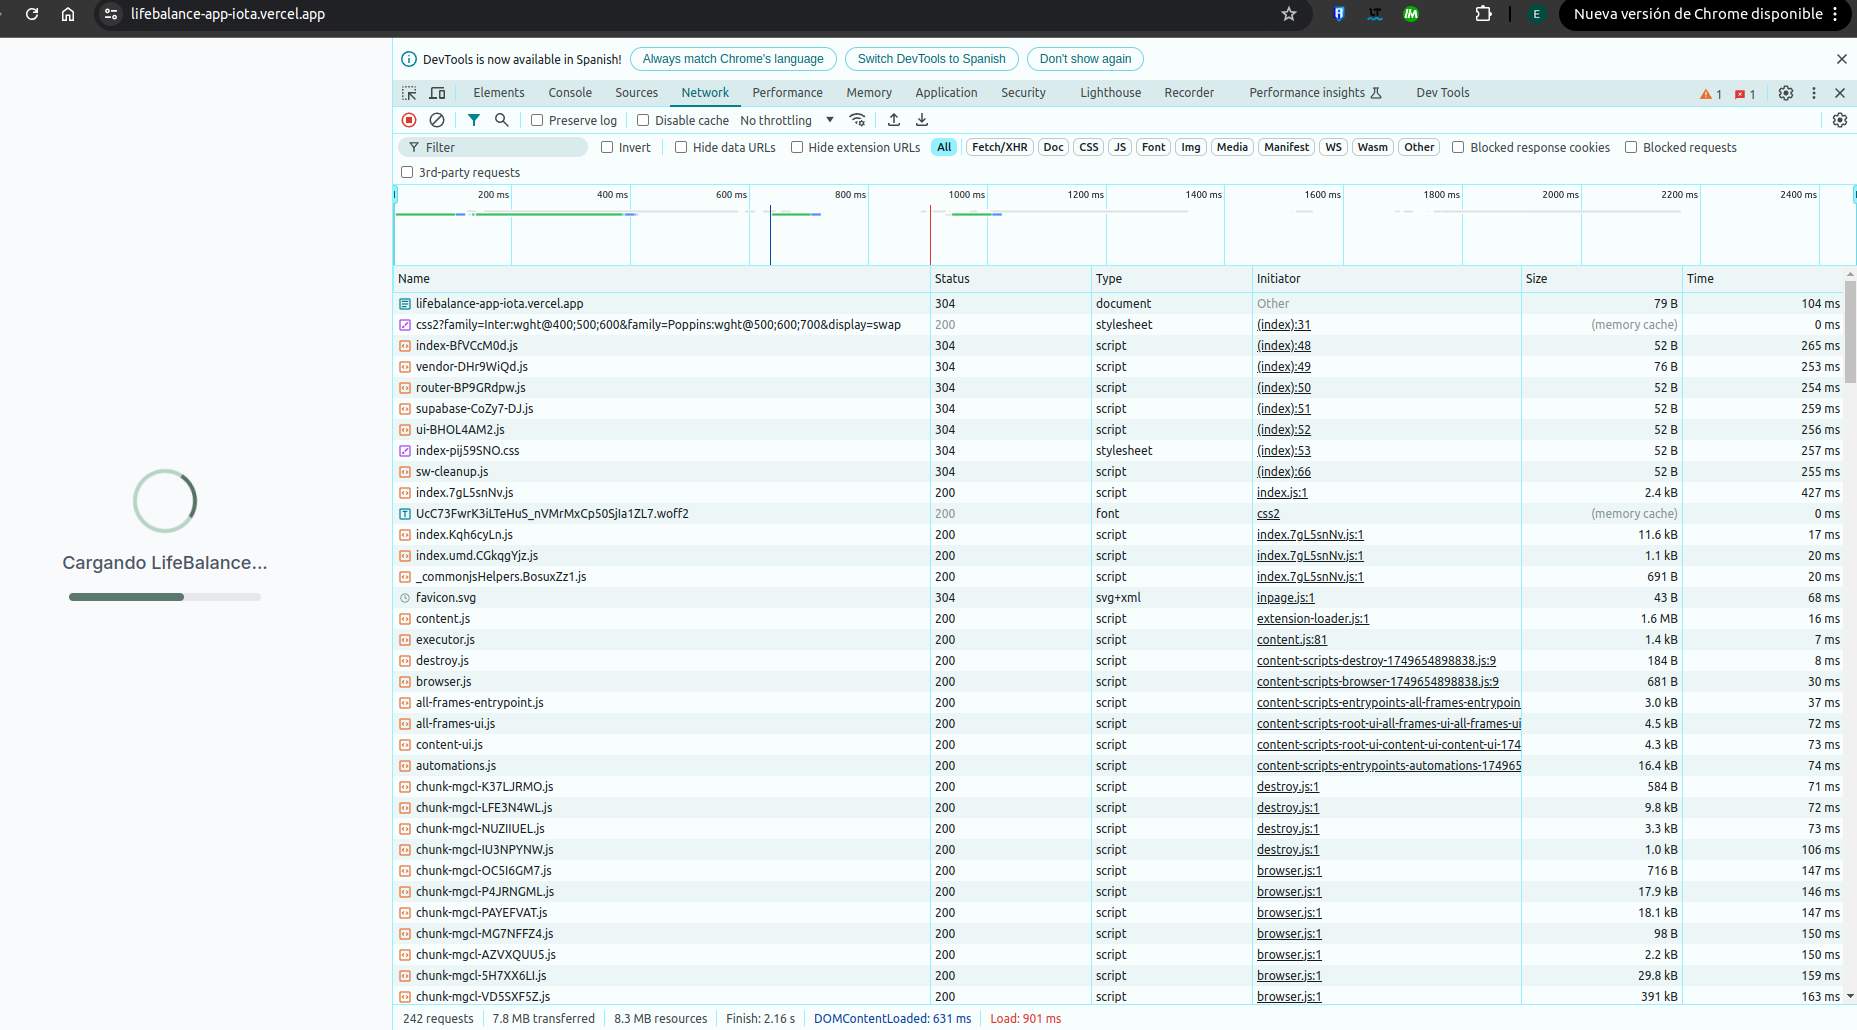 lifebalance-app-iota.vercel.app
E
Nueva versión de Chrome disponible
Cargando LifeBalance...
DevTools is now available in Spanish! Always match Chrome's language Switch DevTools to Spanish Don't show again
Elements Console Sources Network Performance Memory Application Security Lighthouse Recorder Performance insights Dev Tools 1 1
Preserve log Disable cache No throttling
Filter Invert Hide data URLs Hide extension URLs All Fetch/XHR Doc CSS JS Font Img Media Manifest WS Wasm Other Blocked response cookies Blocked requests
3rd-party requests
200 ms 400 ms 600 ms 800 ms 1000 ms 1200 ms 1400 ms 1600 ms 1800 ms 2000 ms 2200 ms 2400 ms
Name Status Type Initiator Size Time
lifebalance-app-iota.vercel.app 304 document Other 79 B 104 ms
css2?family=Inter:wght@400;500;600&family=Poppins:wght@500;600;700&display=swap 200 stylesheet (index):31 (memory cache) 0 ms
index-BfVCcM0d.js 304 script (index):48 52 B 265 ms
vendor-DHr9WiQd.js 304 script (index):49 76 B 253 ms
router-BP9GRdpw.js 304 script (index):50 52 B 254 ms
supabase-CoZy7-DJ.js 304 script (index):51 52 B 259 ms
ui-BHOL4AM2.js 304 script (index):52 52 B 256 ms
index-pij59SNO.css 304 stylesheet (index):53 52 B 257 ms
sw-cleanup.js 304 script (index):66 52 B 255 ms
index.7gL5snNv.js 200 script index.js:1 2.4 kB 427 ms
UcC73FwrK3iLTeHuS_nVMrMxCp50SjIa1ZL7.woff2 200 font css2 (memory cache) 0 ms
index.Kqh6cyLn.js 200 script index.7gL5snNv.js:1 11.6 kB 17 ms
index.umd.CGkqgYjz.js 200 script index.7gL5snNv.js:1 1.1 kB 20 ms
_commonjsHelpers.BosuxZz1.js 200 script index.7gL5snNv.js:1 691 B 20 ms
favicon.svg 304 svg+xml inpage.js:1 43 B 68 ms
content.js 200 script extension-loader.js:1 1.6 MB 16 ms
executor.js 200 script content.js:81 1.4 kB 7 ms
destroy.js 200 script content-scripts-destroy-1749654898838.js:9 184 B 8 ms
browser.js 200 script content-scripts-browser-1749654898838.js:9 681 B 30 ms
all-frames-entrypoint.js 200 script content-scripts-entrypoints-all-frames-entrypoin 3.0 kB 37 ms
all-frames-ui.js 200 script content-scripts-root-ui-all-frames-ui-all-frames-ui 4.5 kB 72 ms
content-ui.js 200 script content-scripts-root-ui-content-ui-content-ui-174 4.3 kB 73 ms
automations.js 200 script content-scripts-entrypoints-automations-174965 16.4 kB 74 ms
chunk-mgcl-K37LJRMO.js 200 script destroy.js:1 584 B 71 ms
chunk-mgcl-LFE3N4WL.js 200 script destroy.js:1 9.8 kB 72 ms
chunk-mgcl-NUZIIUEL.js 200 script destroy.js:1 3.3 kB 73 ms
chunk-mgcl-IU3NPYNW.js 200 script destroy.js:1 1.0 kB 106 ms
chunk-mgcl-OC5I6GM7.js 200 script browser.js:1 716 B 147 ms
chunk-mgcl-P4JRNGML.js 200 script browser.js:1 17.9 kB 146 ms
chunk-mgcl-PAYEFVAT.js 200 script browser.js:1 18.1 kB 147 ms
chunk-mgcl-MG7NFFZ4.js 200 script browser.js:1 98 B 150 ms
chunk-mgcl-AZVXQUU5.js 200 script browser.js:1 2.2 kB 150 ms
chunk-mgcl-5H7XX6LI.js 200 script browser.js:1 29.8 kB 159 ms
chunk-mgcl-VD5SXF5Z.js 200 script browser.js:1 391 kB 163 ms
242 requests 7.8 MB transferred 8.3 MB resources Finish: 2.16 s DOMContentLoaded: 631 ms Load: 901 ms